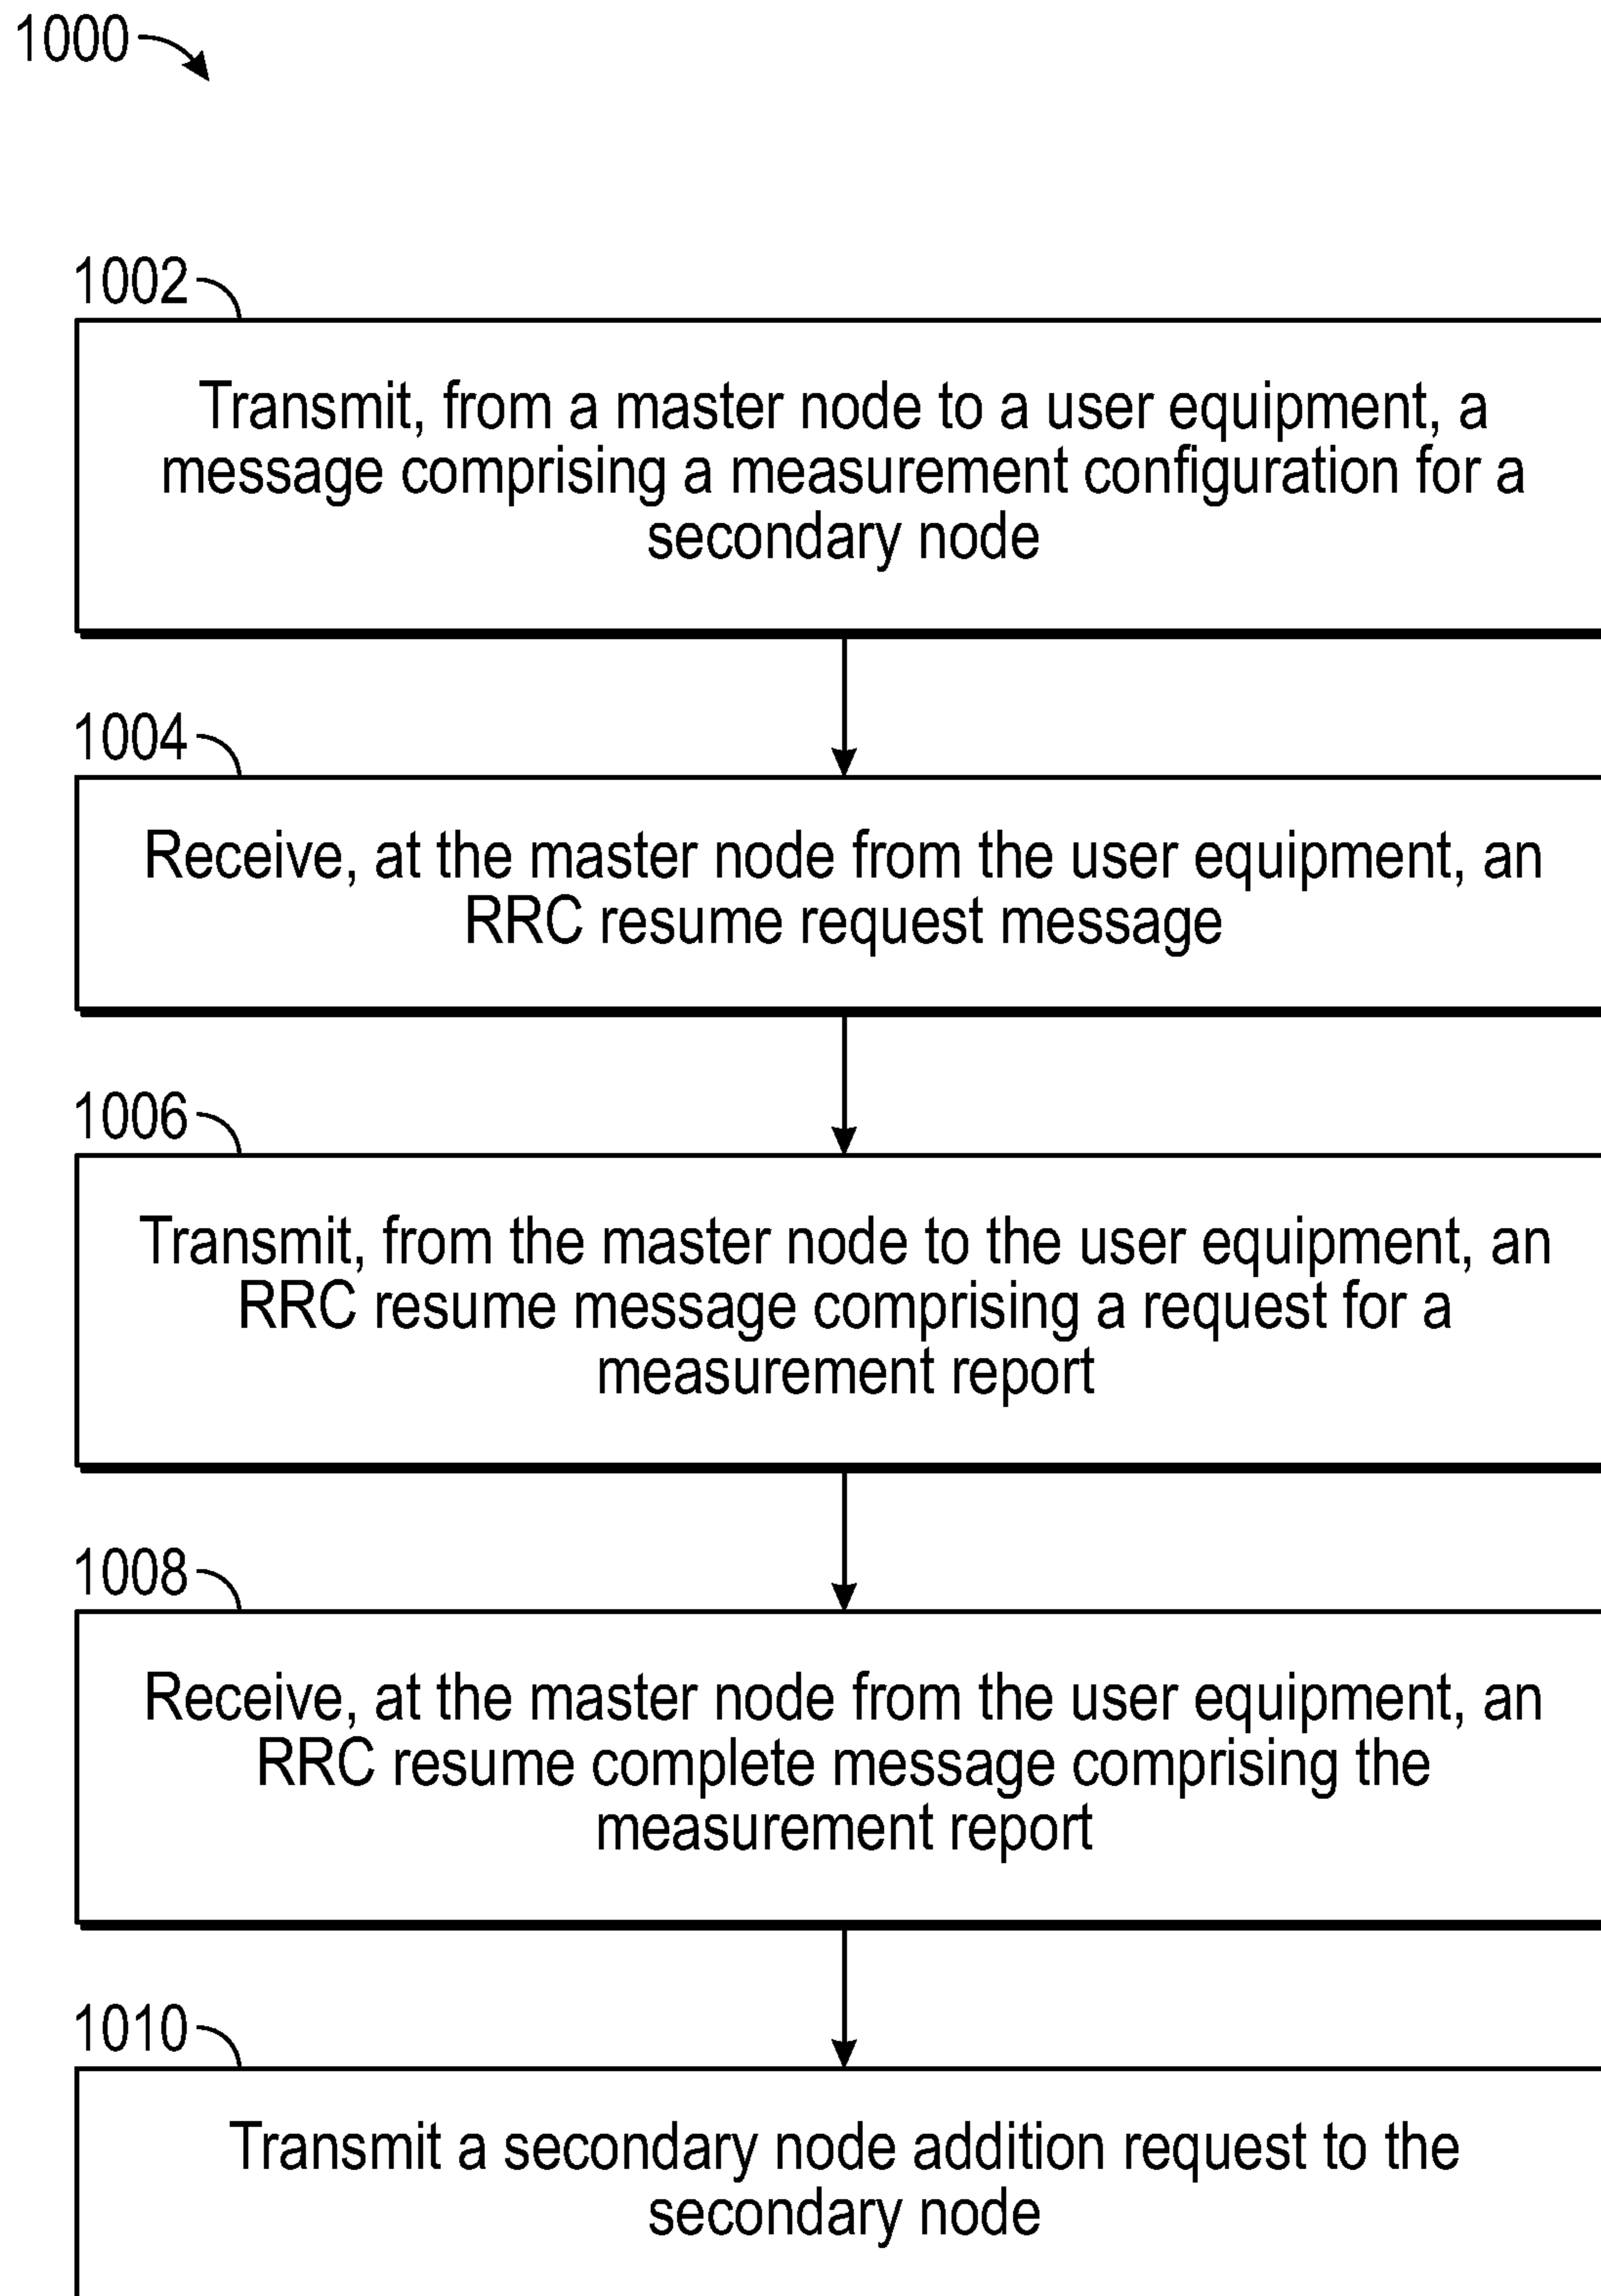 1000
1002
Transmit, from a master node to a user equipment, a
message comprising a measurement configuration for a
secondary node
1004
Receive, at the master node from the user equipment, an
RRC resume request message
1006
Transmit, from the master node to the user equipment, an
RRC resume message comprising a request for a
measurement report
1008
Receive, at the master node from the user equipment, an
RRC resume complete message comprising the
measurement report
1010
Transmit a secondary node addition request to the
secondary node